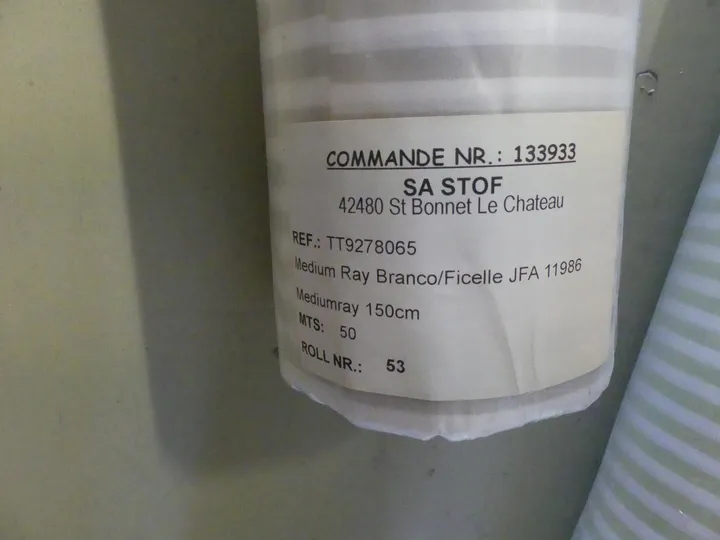 COMMANDE NR.: 133933
SA STOF
42480 St Bonnet Le Chateau
REF.: TT9278065
Medium Ray Branco/Ficelle JFA 11986
Mediumray 150cm
MTS: 50
ROLL NR.: 53